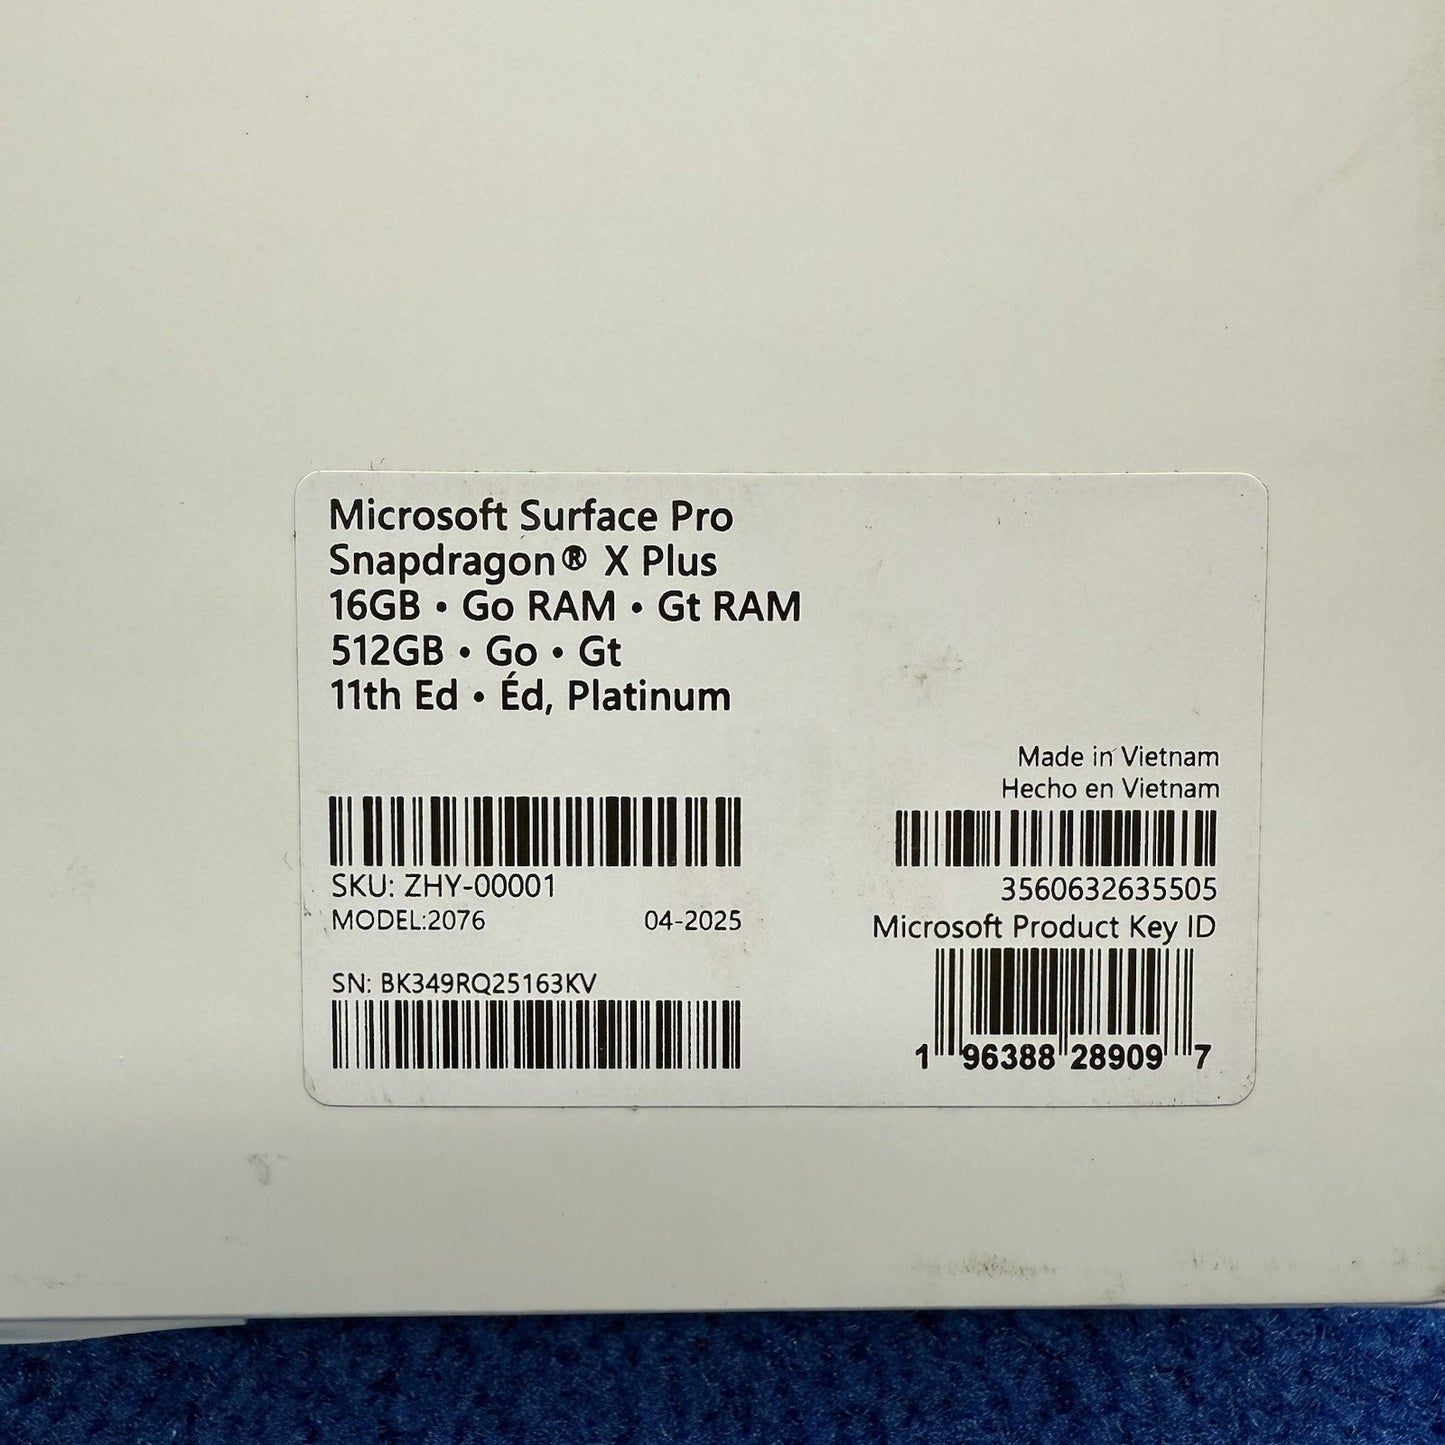 Microsoft Surface Pro
Snapdragon® X Plus
16GB • Go RAM • Gt RAM
512GB • Go • Gt
11th Ed • Éd, Platinum
Made in Vietnam
Hecho en Vietnam
SKU: ZHY-00001
MODEL:2076 04-2025
SN: BK349RQ25163KV
3560632635505
Microsoft Product Key ID
1 96388 28909 7